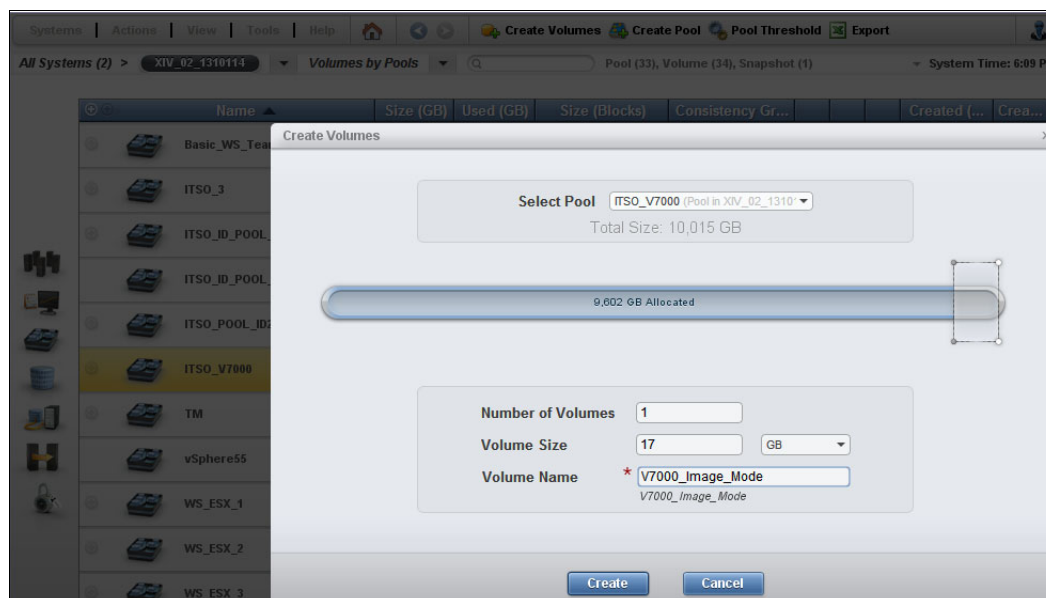 Systems Actions View Tools Help Create Volumes Create Pool Pool Threshold Export
All Systems (2) > XIV_02_1310114 Volumes by Pools Pool (33), Volume (34), Snapshot (1) System Time: 6:09 P
Name Size (GB) Used (GB) Size (Blocks) Consistency Gr... Created (... Crea...
Create Volumes
Basic_WS_Tea
Select Pool ITSO_V7000 (Pool in XIV_02_1310
ITSO_3
Total Size: 10,015 GB
ITSO_ID_POOL_
ITSO_ID_POOL_
9,602 GB Allocated
ITSO_POOL_ID2
ITSO_V7000
Number of Volumes 1
TM
Volume Size 17 GB
vSphere55
Volume Name * V7000_Image_Mode
V7000_Image_Mode
WS_ESX_1
WS_ESX_2
Create Cancel
WS_ESX_3